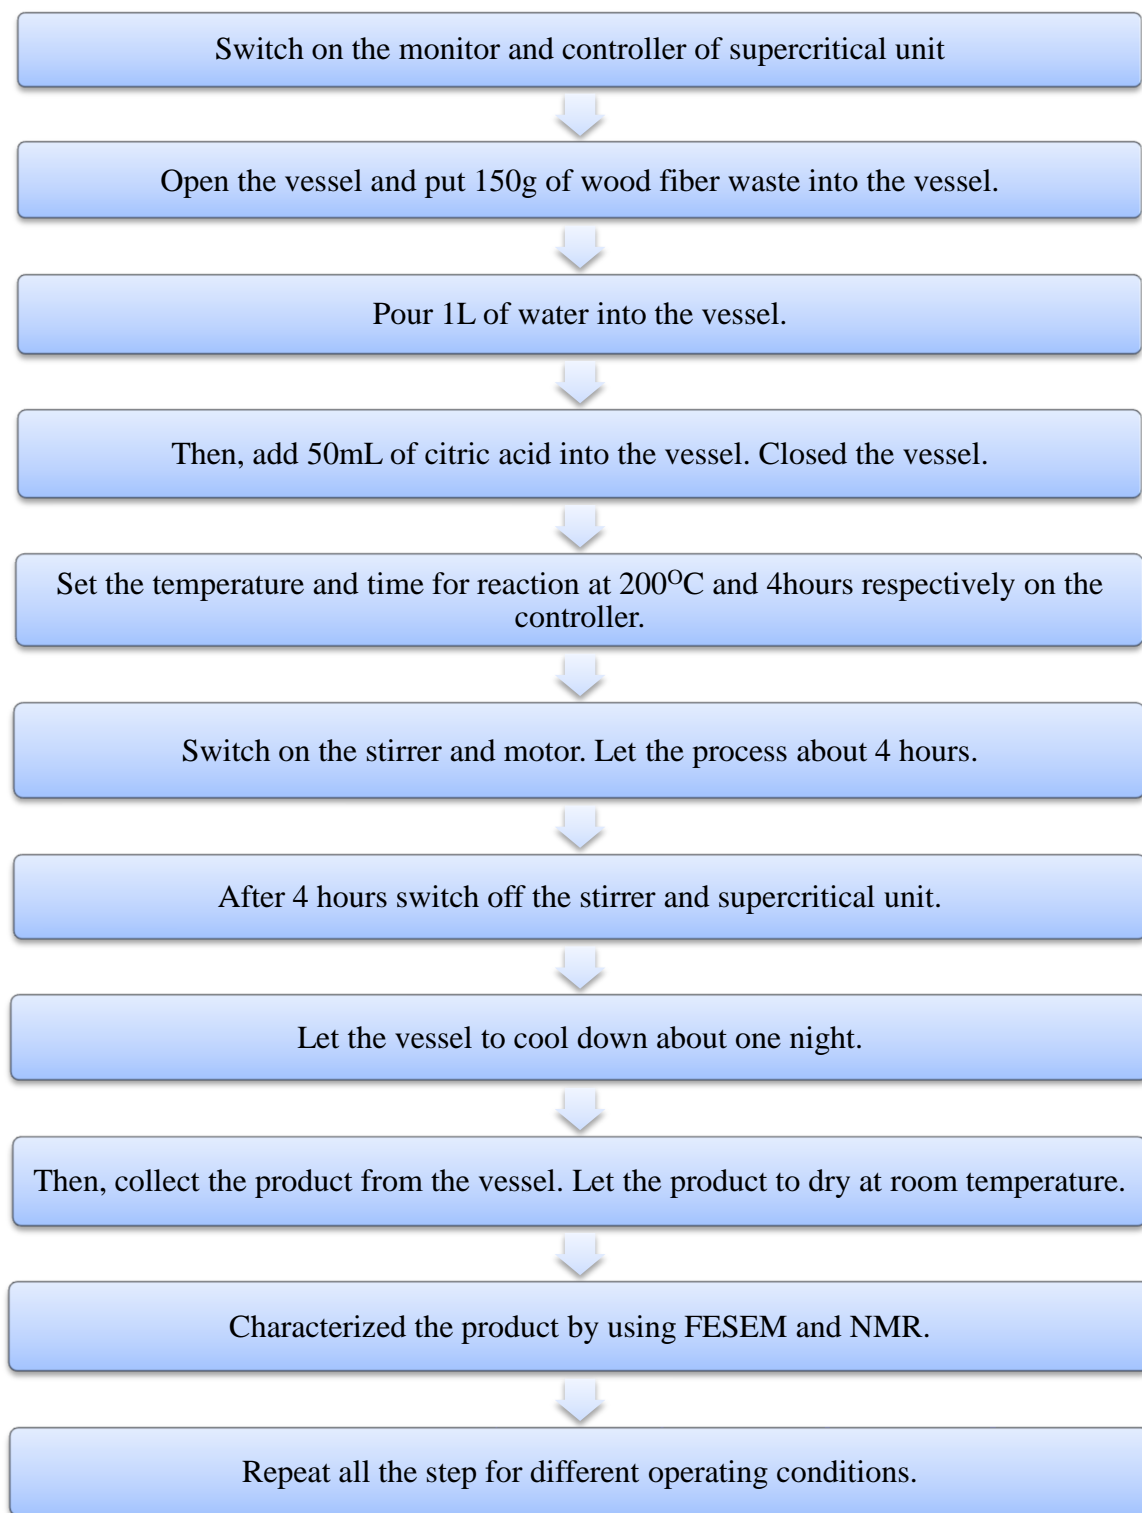 Switch on the monitor and controller of supercritical unit
Open the vessel and put 150g of wood fiber waste into the vessel.
Pour 1L of water into the vessel.
Then, add 50mL of citric acid into the vessel. Closed the vessel.
Set the temperature and time for reaction at 200ᴼC and 4hours respectively on the
controller.
Switch on the stirrer and motor. Let the process about 4 hours.
After 4 hours switch off the stirrer and supercritical unit.
Let the vessel to cool down about one night.
Then, collect the product from the vessel. Let the product to dry at room temperature.
Characterized the product by using FESEM and NMR.
Repeat all the step for different operating conditions.